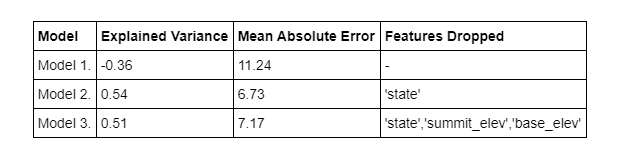 Model Explained Variance Mean Absolute Error Features Dropped
Model 1. -0.36 11.24 -
Model 2. 0.54 6.73 'state'
Model 3. 0.51 7.17 'state','summit_elev','base_elev'